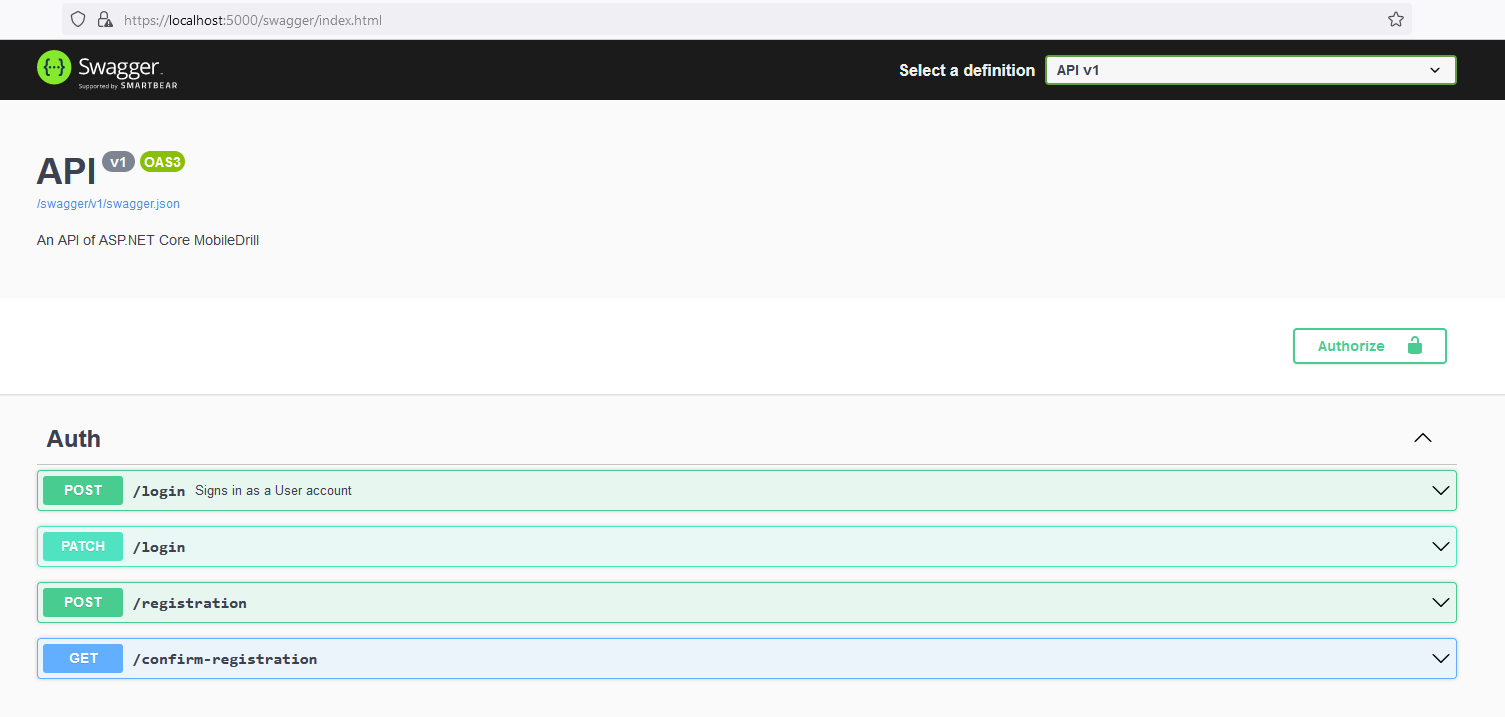 https://localhost:5000/swagger/index.html
{···} Swagger.
Supported by SMARTBEAR
Select a definition API v1
API v1 OAS3
/swagger/v1/swagger.json
An API of ASP.NET Core MobileDrill
Authorize
Auth
POST /login Signs in as a User account
PATCH /login
POST /registration
GET /confirm-registration